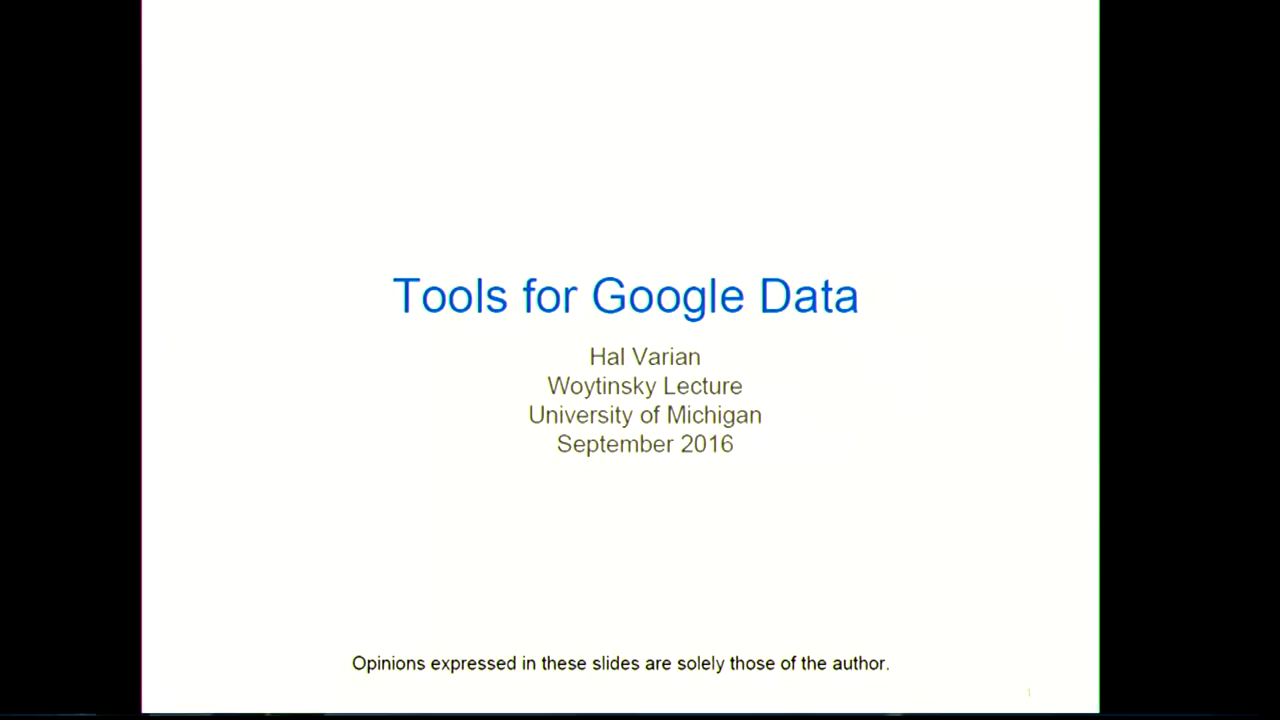 Tools for Google Data
Hal Varian
Woytinsky Lecture
University of Michigan
September 2016
Opinions expressed in these slides are solely those of the author.
1